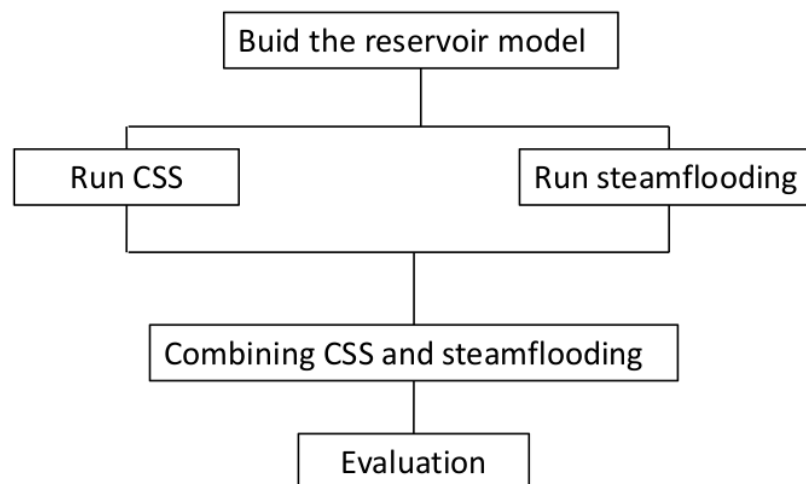 Buid the reservoir model
Run CSS
Run steamflooding
Combining CSS and steamflooding
Evaluation